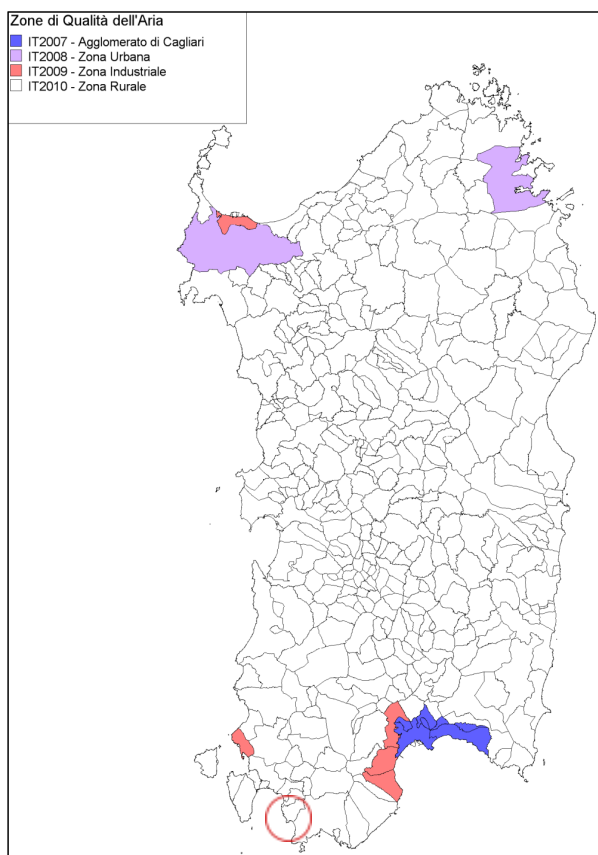 Zone di Qualità dell'Aria
IT2007 - Agglomerato di Cagliari
IT2008 - Zona Urbana
IT2009 - Zona Industriale
IT2010 - Zona Rurale